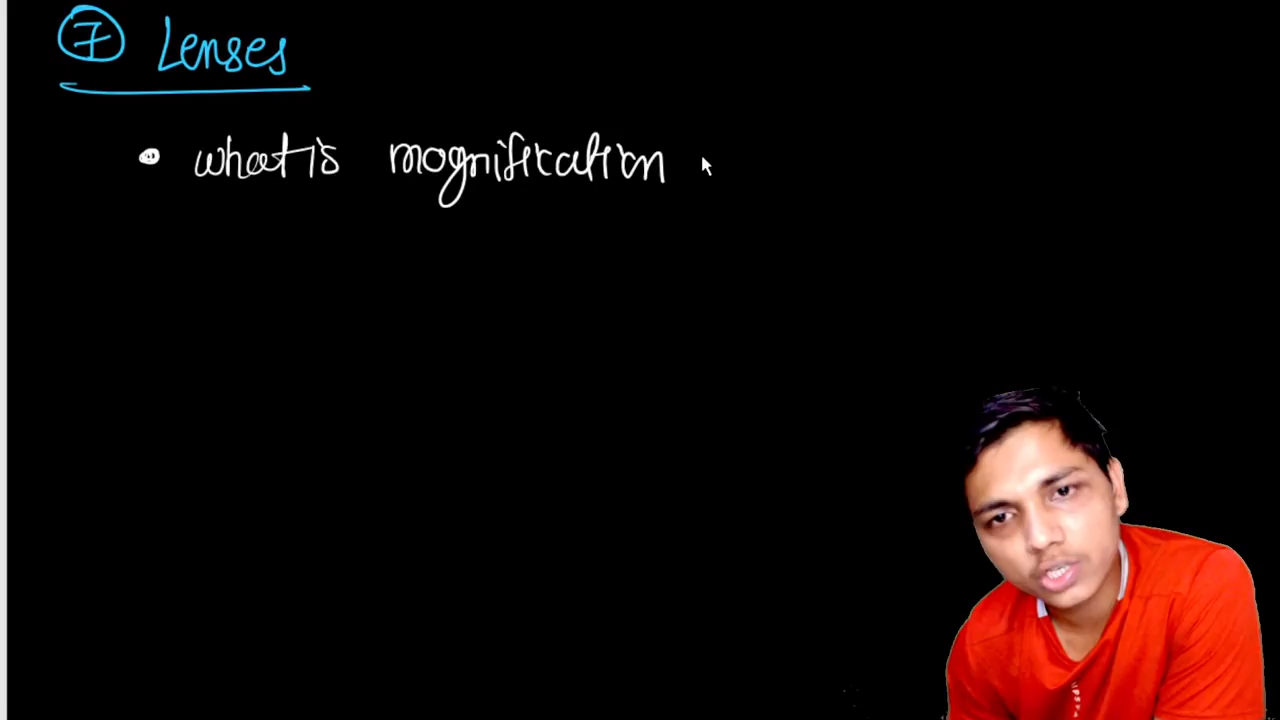 7 Lenses
• what is magnification